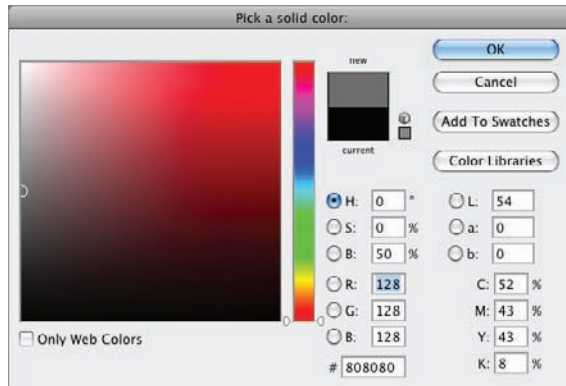 Pick a solid color:
new
current
OK
Cancel
Add To Swatches
Color Libraries
H: 0 °
S: 0 %
B: 50 %
R: 128
G: 128
B: 128
# 808080
L: 54
a: 0
b: 0
C: 52 %
M: 43 %
Y: 43 %
K: 8 %
Only Web Colors